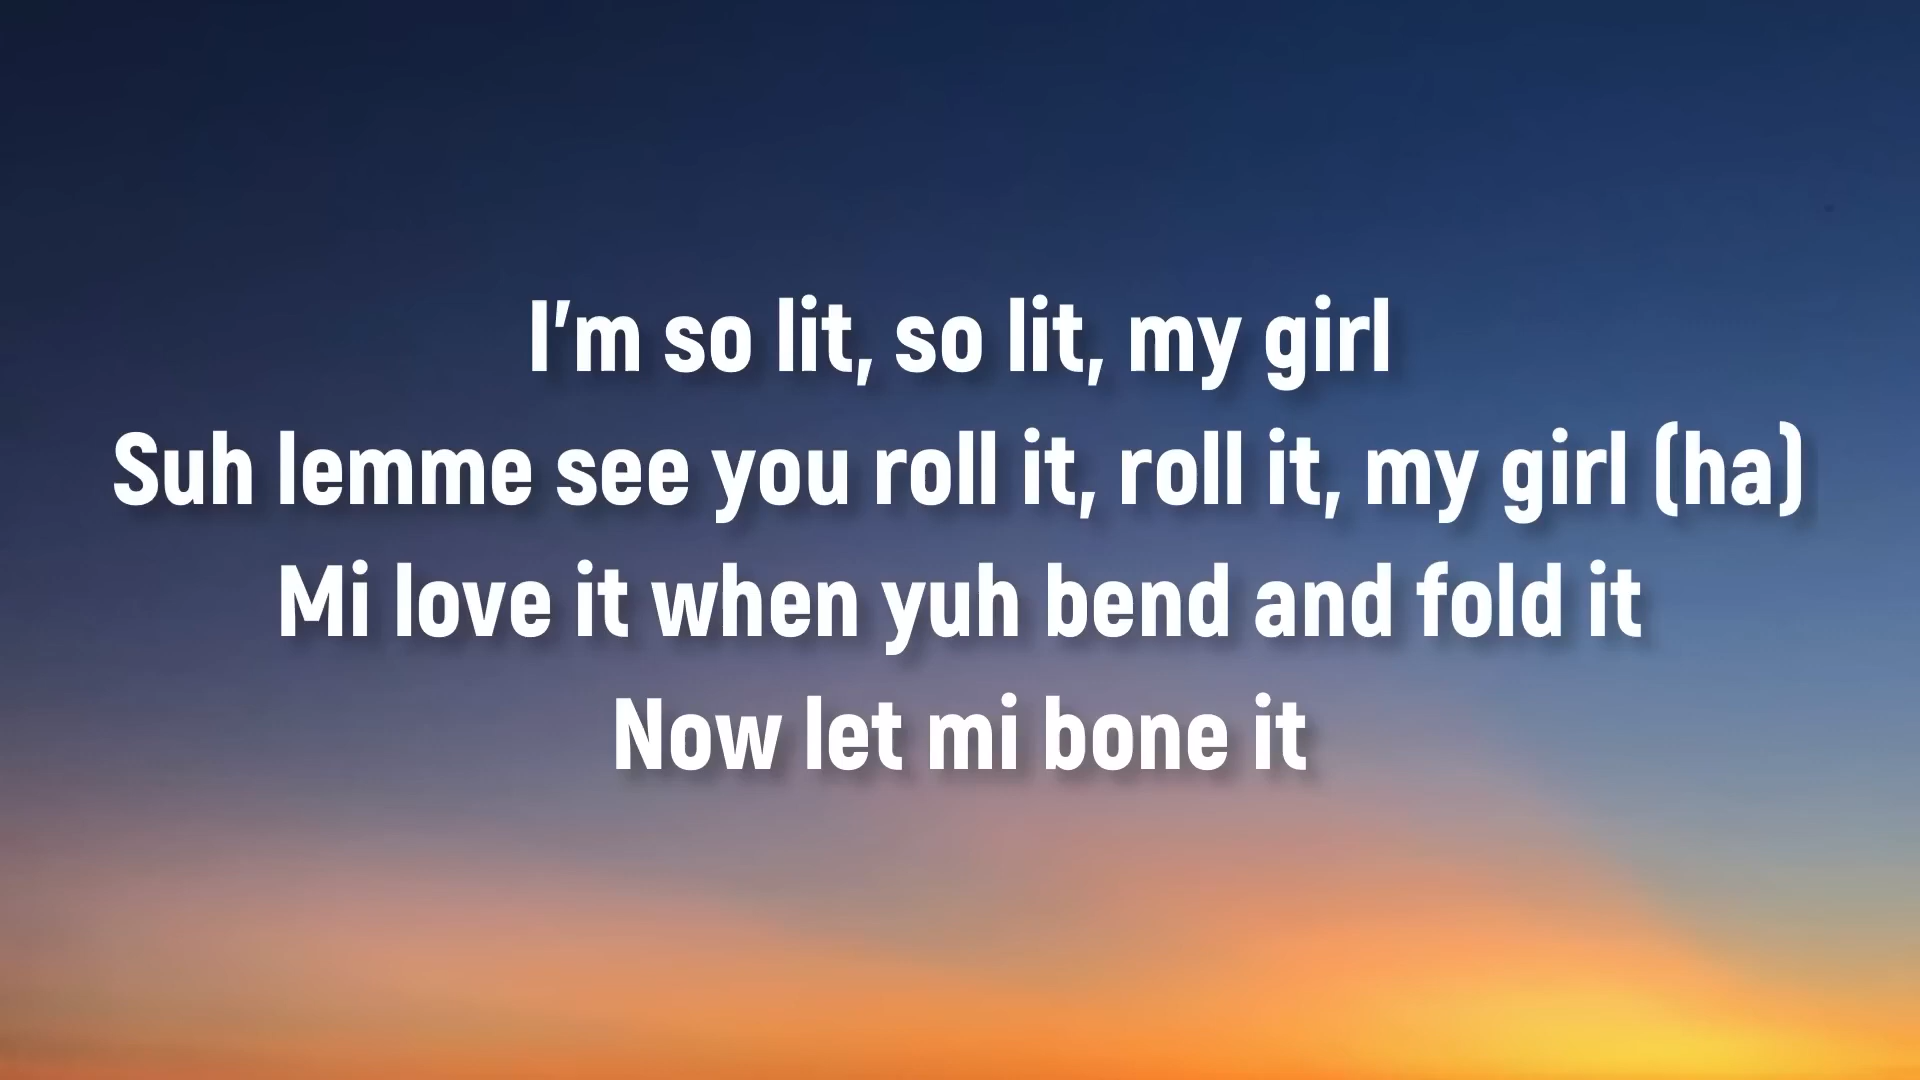 I'm so lit, so lit, my girl
Suh lemme see you roll it, roll it, my girl (ha)
Mi love it when yuh bend and fold it
Now let mi bone it